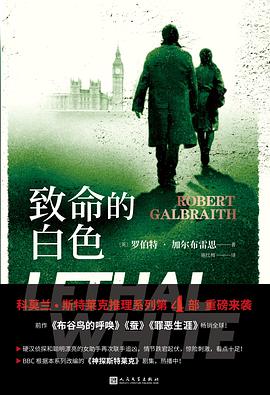 致命的
白色
ROBERT
GALBRAITH
[英] 罗伯特·加尔布雷思——著
——译
LETHAL
WHITE
科莫兰·斯特莱克推理系列第4部 重磅来袭
前作《布谷鸟的呼唤》《蚕》《罪恶生涯》畅销全球!
硬汉侦探和聪明漂亮的女助手再次联手追凶,情节跌宕起伏,惊险刺激,看点十足!
BBC根据本系列改编的《神探斯特莱克》剧集,热播中!
人民文学出版社